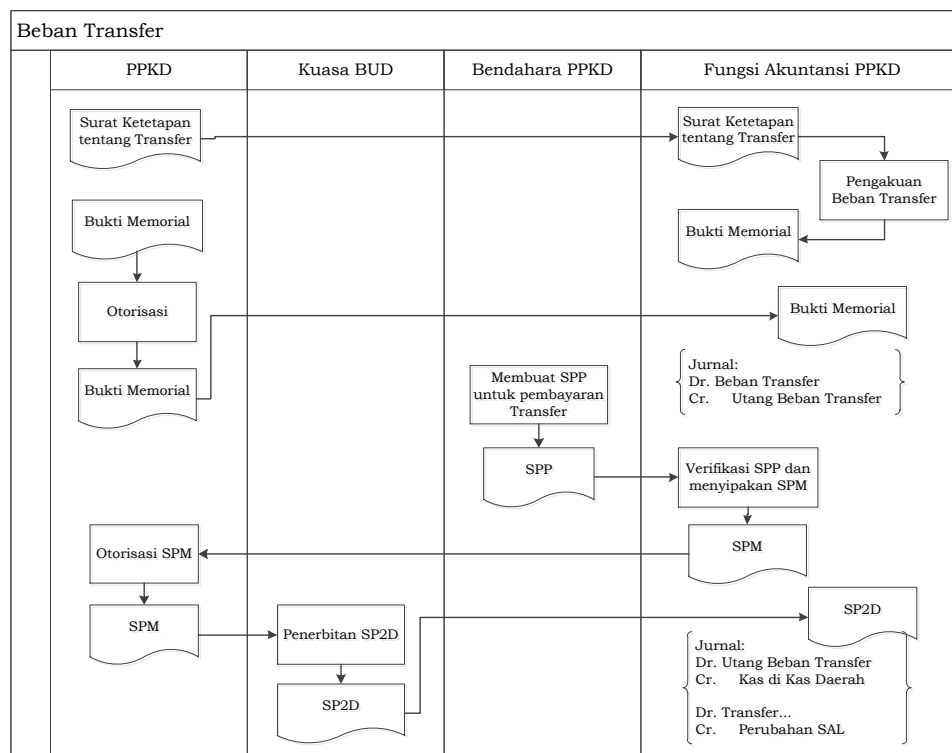 Beban Transfer
PPKD
Kuasa BUD
Bendahara PPKD
Fungsi Akuntansi PPKD
Surat Ketetapan
tentang Transfer
Surat Ketetapan
tentang Transfer
Pengakuan
Beban Transfer
Bukti Memorial
Bukti Memorial
Otorisasi
Bukti Memorial
Bukti Memorial
Jurnal:
Dr. Beban Transfer
Cr. Utang Beban Transfer
Membuat SPP
untuk pembayaran
Transfer
SPP
Verifikasi SPP dan
menyipakan SPM
SPM
Otorisasi SPM
SPM
Penerbitan SP2D
SP2D
SP2D
Jurnal:
Dr. Utang Beban Transfer
Cr. Kas di Kas Daerah
Dr. Transfer...
Cr. Perubahan SAL